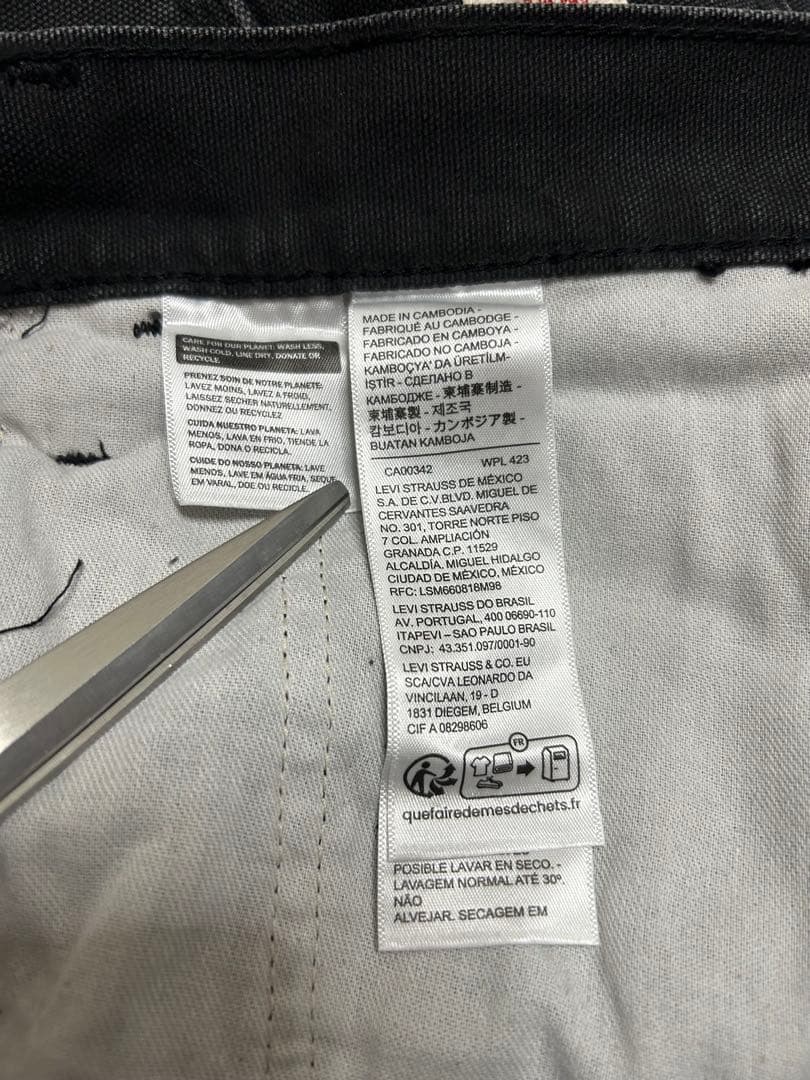 CARE FOR OUR PLANET: WASH LESS,
WASH COLD, LINE DRY, DONATE OR
RECYCLE.
PRENEZ SOIN DE NOTRE PLANETE:
LAVEZ MOINS, LAVEZ A FROID,
LAISSEZ SECHER NATURELLEMENT,
DONNEZ OU RECYCLEZ
CUIDA NUESTRO PLANETA: LAVA
MENOS, LAVA EN FRIO, TIENDE LA
ROPA, DONA O RECICLA.
CUIDE DO NOSSO PLANETA: LAVE
MENOS, LAVE EM ÁGUA FRIA, SEQUE
EM VARAL, DOE OU RECICLE.
MADE IN CAMBODIA -
FABRIQUÉ AU CAMBODGE -
FABRICADO EN CAMBOYA -
FABRICADO NO CAMBOJA -
KAMBOÇYA' DA ÜRETİLM-
İŞTİR - СДЕЛАНО В
КАМБОДЖЕ - 柬埔寨制造 -
柬埔寨製 - 제조국
캄보디아 - カンボジア製 -
BUATAN KAMBOJA
CA00342 WPL 423
LEVI STRAUSS DE MÉXICO
S.A. DE C.V.BLVD. MIGUEL DE
CERVANTES SAAVEDRA
NO. 301, TORRE NORTE PISO
7 COL. AMPLIACIÓN
GRANADA C.P. 11529
ALCALDÍA. MIGUEL HIDALGO
CIUDAD DE MÉXICO, MÉXICO
RFC: LSM660818M98
LEVI STRAUSS DO BRASIL
AV. PORTUGAL, 400 06690-110
ITAPEVI – SAO PAULO BRASIL
CNPJ: 43.351.097/0001-90
LEVI STRAUSS & CO. EU
SCA/CVA LEONARDO DA
VINCILAAN, 19 - D
1831 DIEGEM, BELGIUM
CIF A 08298606
FR
quefairedemesdechets.fr
POSIBLE LAVAR EN SECO. -
LAVAGEM NORMAL ATÉ 30º.
NÃO
ALVEJAR. SECAGEM EM